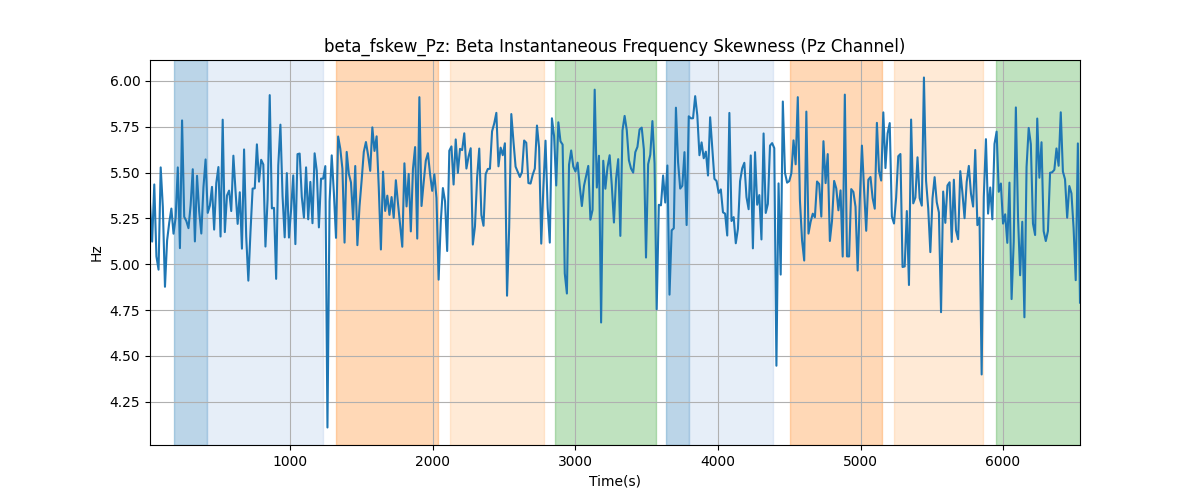 beta_fskew_Pz: Beta Instantaneous Frequency Skewness (Pz Channel)
6.00
5.75
5.50
5.25
5.00
4.75
4.50
4.25
Hz
1000 2000 3000 4000 5000 6000
Time(s)